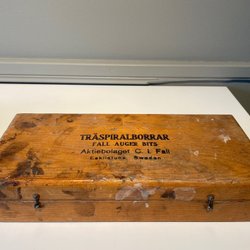 TRÄSPIRALBORRAR
FALL AUGER BITS
Aktiebolaget C. I. Fall
Eskilstuna, Sweden